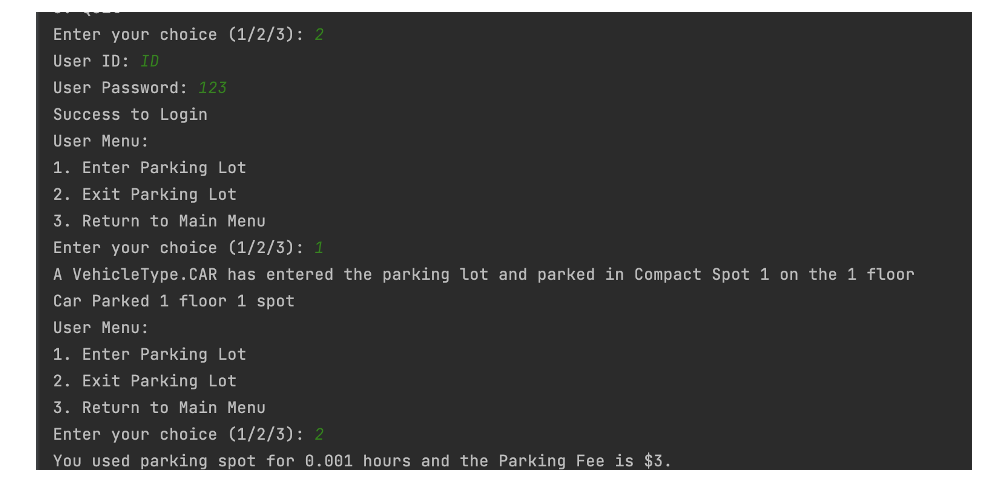 Enter your choice (1/2/3): 2
User ID: ID
User Password: 123
Success to Login
User Menu:
1. Enter Parking Lot
2. Exit Parking Lot
3. Return to Main Menu
Enter your choice (1/2/3): 1
A VehicleType.CAR has entered the parking lot and parked in Compact Spot 1 on the 1 floor
Car Parked 1 floor 1 spot
User Menu:
1. Enter Parking Lot
2. Exit Parking Lot
3. Return to Main Menu
Enter your choice (1/2/3): 2
You used parking spot for 0.001 hours and the Parking Fee is $3.